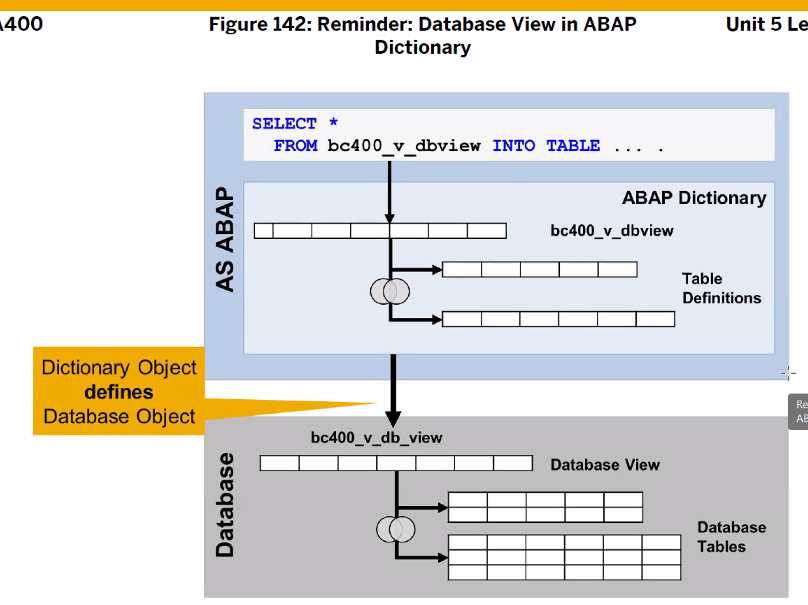 A400
Figure 142: Reminder: Database View in ABAP
Dictionary
Unit 5 Le
SELECT *
FROM bc400_v_dbview INTO TABLE ... .
AS ABAP
ABAP Dictionary
bc400_v_dbview
Table
Definitions
Dictionary Object
defines
Database Object
Database
bc400_v_db_view
Database View
Database
Tables
Re
AB